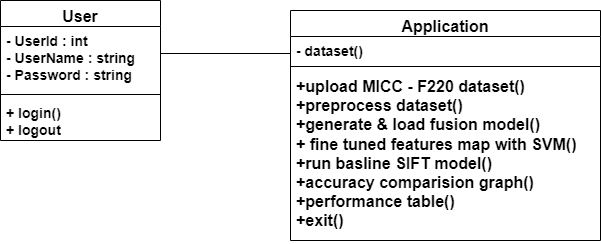 User
- UserId : int
- UserName : string
- Password : string
+ login()
+ logout
Application
- dataset()
+upload MICC - F220 dataset()
+preprocess dataset()
+generate & load fusion model()
+ fine tuned features map with SVM()
+run basline SIFT model()
+accuracy comparision graph()
+performance table()
+exit()